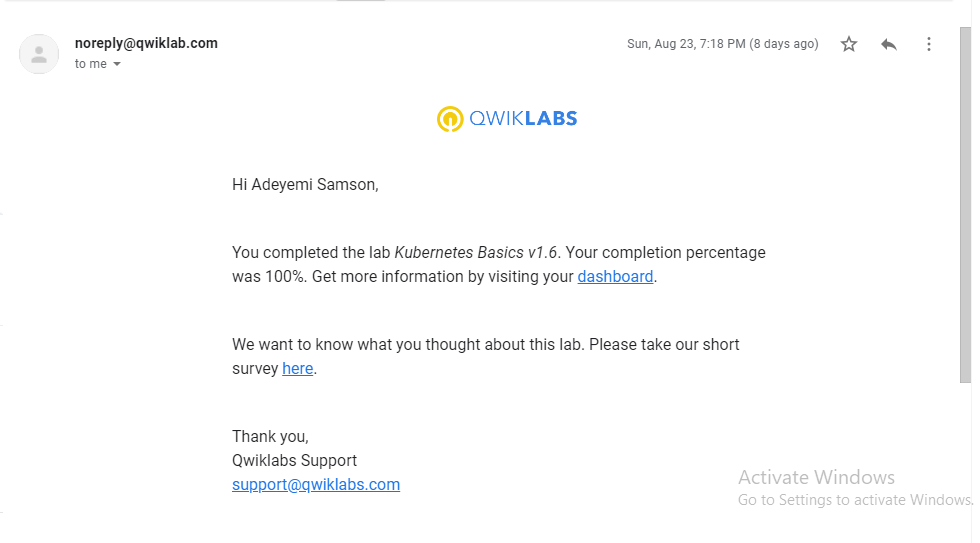 noreply@qwiklab.com
Sun, Aug 23, 7:18 PM (8 days ago)
to me
QWIKLABS
Hi Adeyemi Samson,
You completed the lab Kubernetes Basics v1.6. Your completion percentage
was 100%. Get more information by visiting your dashboard.
We want to know what you thought about this lab. Please take our short
survey here.
Thank you,
Qwiklabs Support
support@qwiklabs.com
Activate Windows
Go to Settings to activate Windows.